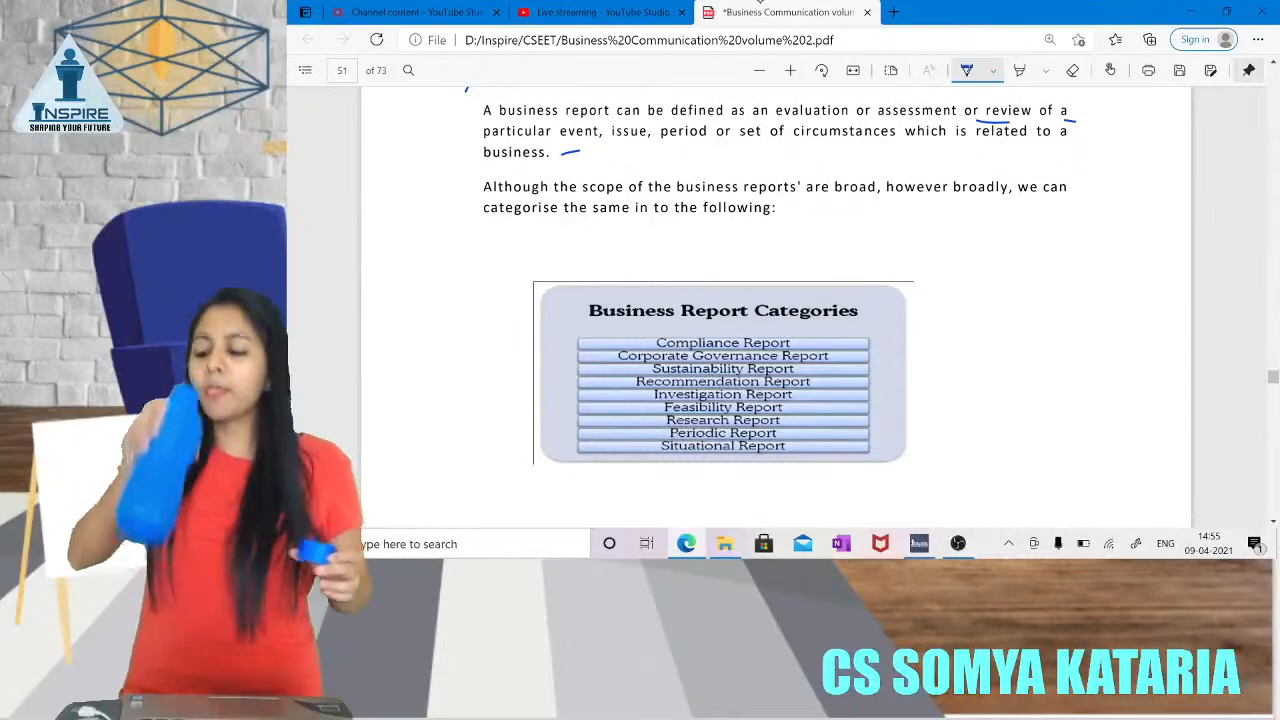 Channel content - YouTube Studi
Live streaming - YouTube Studio
*Business Communication volun
File
D:/Inspire/CSEET/Business%20Communication%20volume%202.pdf
Sign in
51 of 73
INSPIRE
SHAPING YOUR FUTURE
A business report can be defined as an evaluation or assessment or review of a
particular event, issue, period or set of circumstances which is related to a
business.
Although the scope of the business reports' are broad, however broadly, we can
categorise the same in to the following:
Business Report Categories
Compliance Report
Corporate Governance Report
Sustainability Report
Recommendation Report
Investigation Report
Feasibility Report
Research Report
Periodic Report
Situational Report
ype here to search
ENG
14:55
09-04-2021
CS SOMYA KATARIA